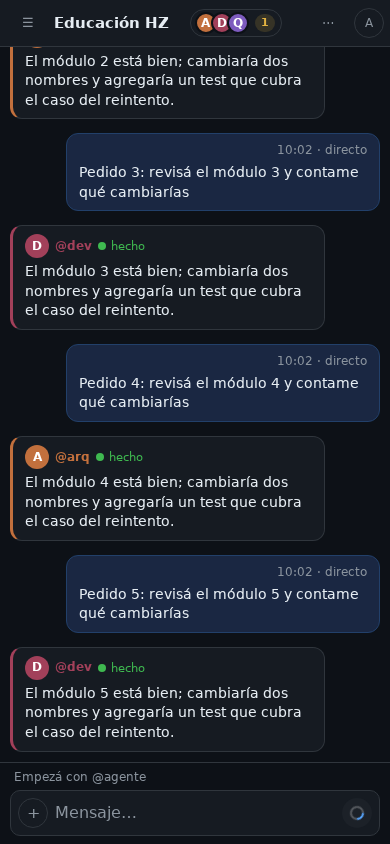 ☰ Educación HZ A D Q 1 ··· A
El módulo 2 está bien; cambiaría dos
nombres y agregaría un test que cubra
el caso del reintento.
10:02 · directo
Pedido 3: revisá el módulo 3 y contame
qué cambiarías
D @dev ● hecho
El módulo 3 está bien; cambiaría dos
nombres y agregaría un test que cubra
el caso del reintento.
10:02 · directo
Pedido 4: revisá el módulo 4 y contame
qué cambiarías
A @arq ● hecho
El módulo 4 está bien; cambiaría dos
nombres y agregaría un test que cubra
el caso del reintento.
10:02 · directo
Pedido 5: revisá el módulo 5 y contame
qué cambiarías
D @dev ● hecho
El módulo 5 está bien; cambiaría dos
nombres y agregaría un test que cubra
el caso del reintento.
Empezá con @agente
+ Mensaje…